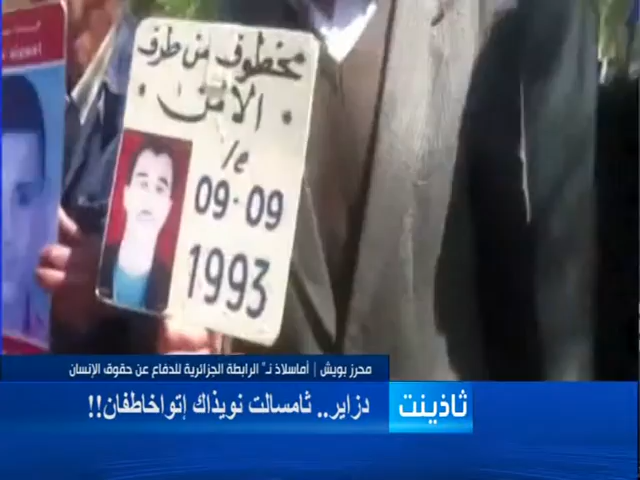 مخطوف من طرف
الأمن
le
09-09
1993
محرز بويش | أماسلاذ نـ" الرابطة الجزائرية للدفاع عن حقوق الإنسان
ثاذينت
دزاير.. ثامسالت نويذاك إتواخاطفان!!